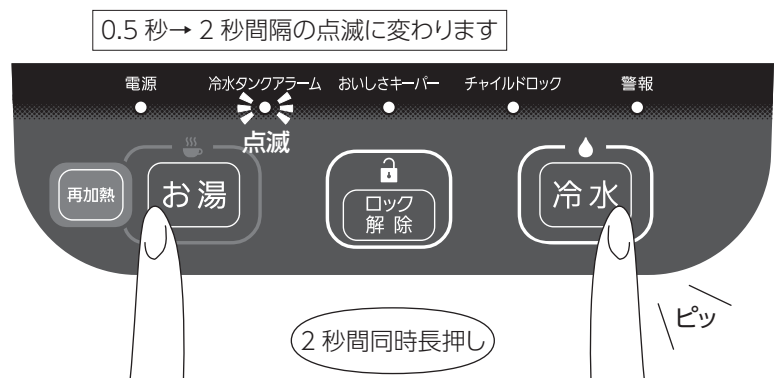 0.5 秒→ 2 秒間隔の点滅に変わります
電源 冷水タンクアラーム おいしさキーパー チャイルドロック 警報
点滅
再加熱
お湯
ロック
解除
冷水
ピッ
2 秒間同時長押し